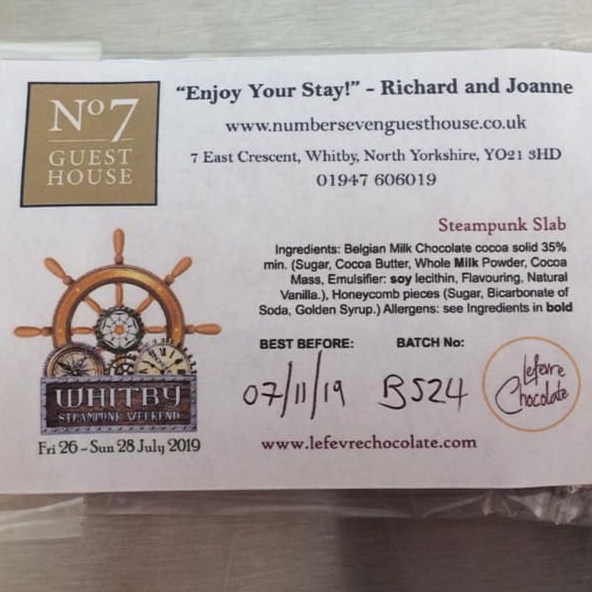 No7
GUEST
HOUSE
"Enjoy Your Stay!" - Richard and Joanne
www.numbersevenguesthouse.co.uk
7 East Crescent, Whitby, North Yorkshire, YO21 3HD
01947 606019
Steampunk Slab
Ingredients: Belgian Milk Chocolate cocoa solid 35%
min. (Sugar, Cocoa Butter, Whole Milk Powder, Cocoa
Mass, Emulsifier: soy lecithin, Flavouring, Natural
Vanilla.), Honeycomb pieces (Sugar, Bicarbonate of
Soda, Golden Syrup.) Allergens: see Ingredients in bold
BEST BEFORE: BATCH No:
07/11/19 B524
Lefevre
Chocolate
WHITBY
STEAMPUNK WEEKEND
Fri 26 - Sun 28 July 2019
www.lefevrechocolate.com